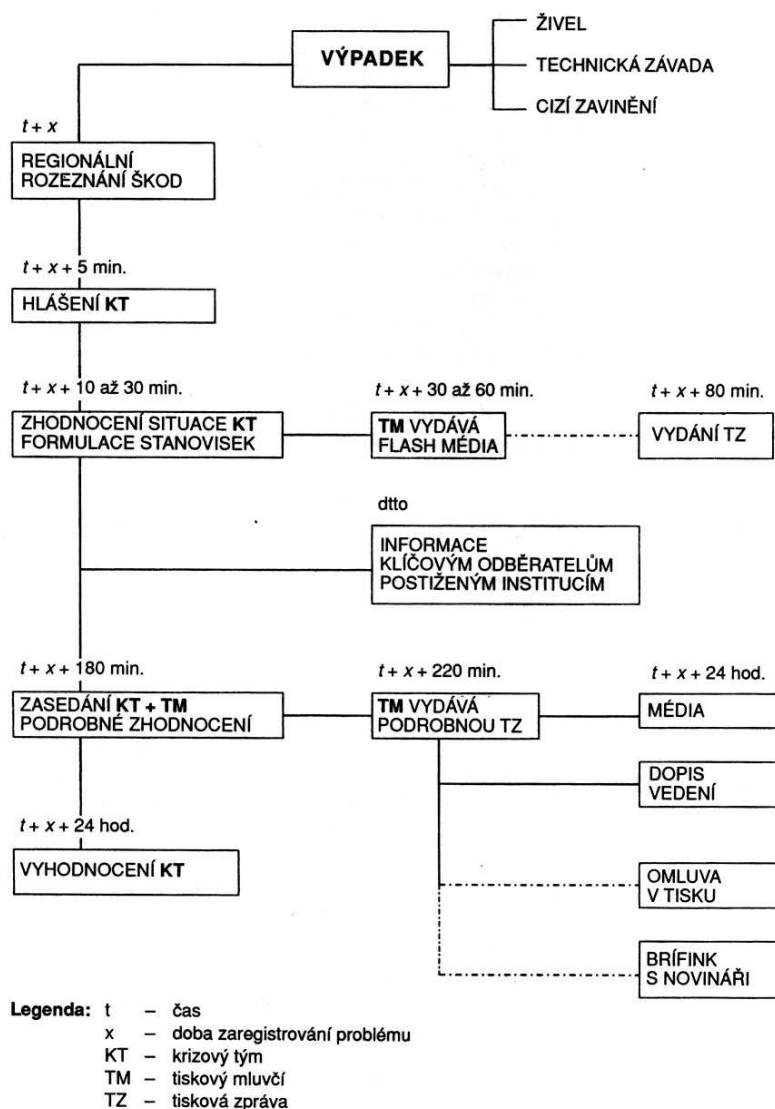 VÝPADEK
ŽIVEL
TECHNICKÁ ZÁVADA
CIZÍ ZAVINĚNÍ
t + x
REGIONÁLNÍ
ROZEZNÁNÍ ŠKOD
t + x + 5 min.
HLÁŠENÍ KT
t + x + 10 až 30 min.
ZHODNOCENÍ SITUACE KT
FORMULACE STANOVISEK
t + x + 30 až 60 min.
TM VYDÁVÁ
FLASH MÉDIA
t + x + 80 min.
VYDÁNÍ TZ
dtto
INFORMACE
KLÍČOVÝM ODBĚRATELŮM
POSTIŽENÝM INSTITUCÍM
t + x + 180 min.
ZASEDÁNÍ KT + TM
PODROBNÉ ZHODNOCENÍ
t + x + 220 min.
TM VYDÁVÁ
PODROBNOU TZ
t + x + 24 hod.
MÉDIA
DOPIS
VEDENÍ
t + x + 24 hod.
VYHODNOCENÍ KT
OMLUVA
V TISKU
BRÍFINK
S NOVINÁŘI
Legenda: t – čas
x – doba zaregistrování problému
KT – krizový tým
TM – tiskový mluvčí
TZ – tisková zpráva